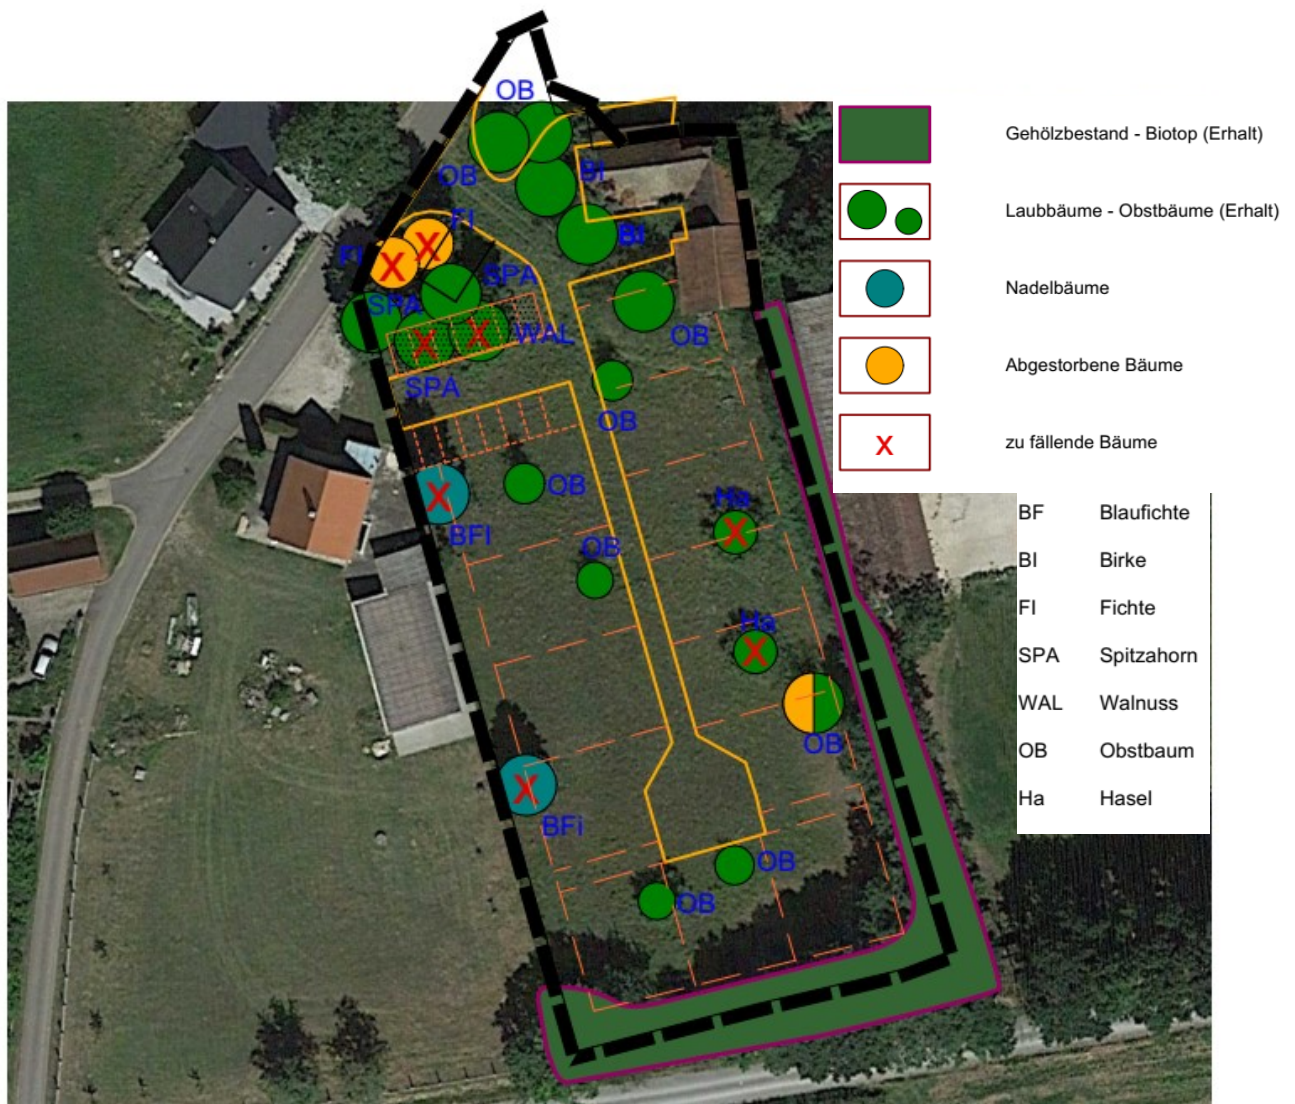 OB
OB
BI
FI
FI
BI
SPA
SPA
X
X
WAL
OB
X
X
SPA
OB
OB
X
BFI
Ha
X
OB
Ha
X
OB
X
BFi
OB
OB
Gehölzbestand - Biotop (Erhalt)
Laubbäume - Obstbäume (Erhalt)
Nadelbäume
Abgestorbene Bäume
X zu fällende Bäume
BF Blaufichte
BI Birke
FI Fichte
SPA Spitzahorn
WAL Walnuss
OB Obstbaum
Ha Hasel